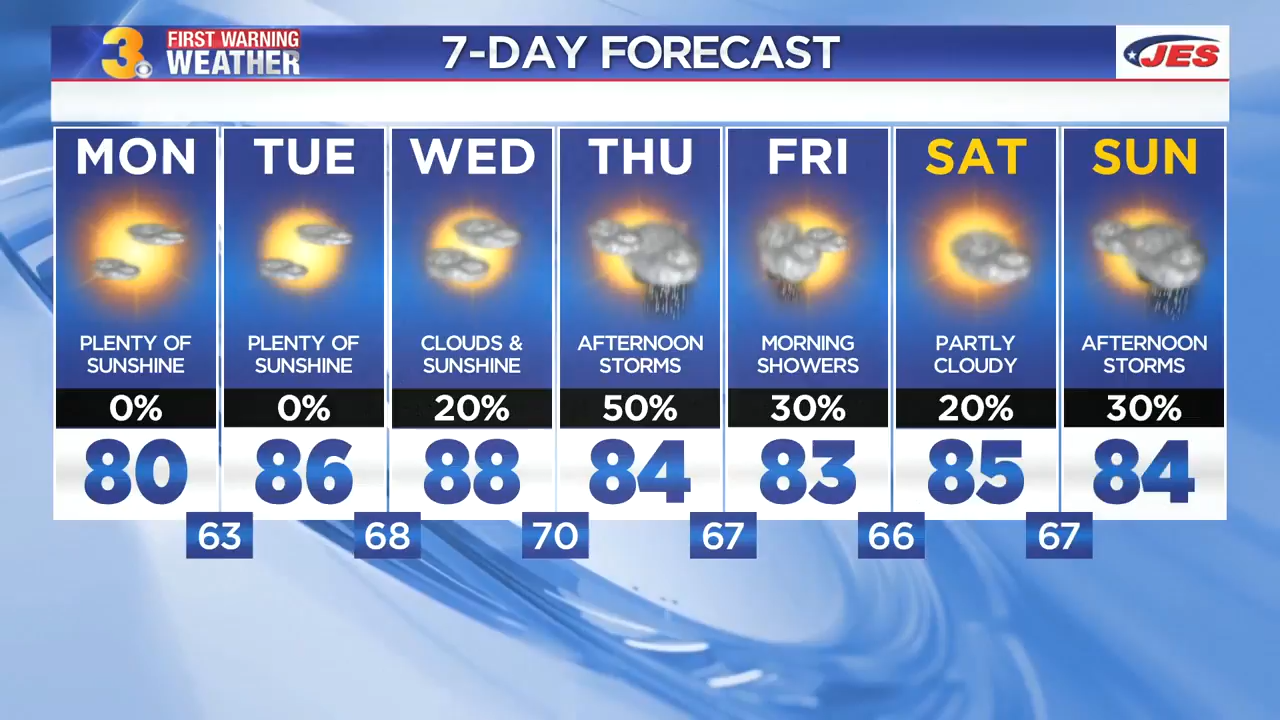 3 FIRST WARNING
WEATHER
7-DAY FORECAST
JES
MON TUE WED THU FRI SAT SUN
PLENTY OF
SUNSHINE
PLENTY OF
SUNSHINE
CLOUDS &
SUNSHINE
AFTERNOON
STORMS
MORNING
SHOWERS
PARTLY
CLOUDY
AFTERNOON
STORMS
0% 0% 20% 50% 30% 20% 30%
80 86 88 84 83 85 84
63 68 70 67 66 67